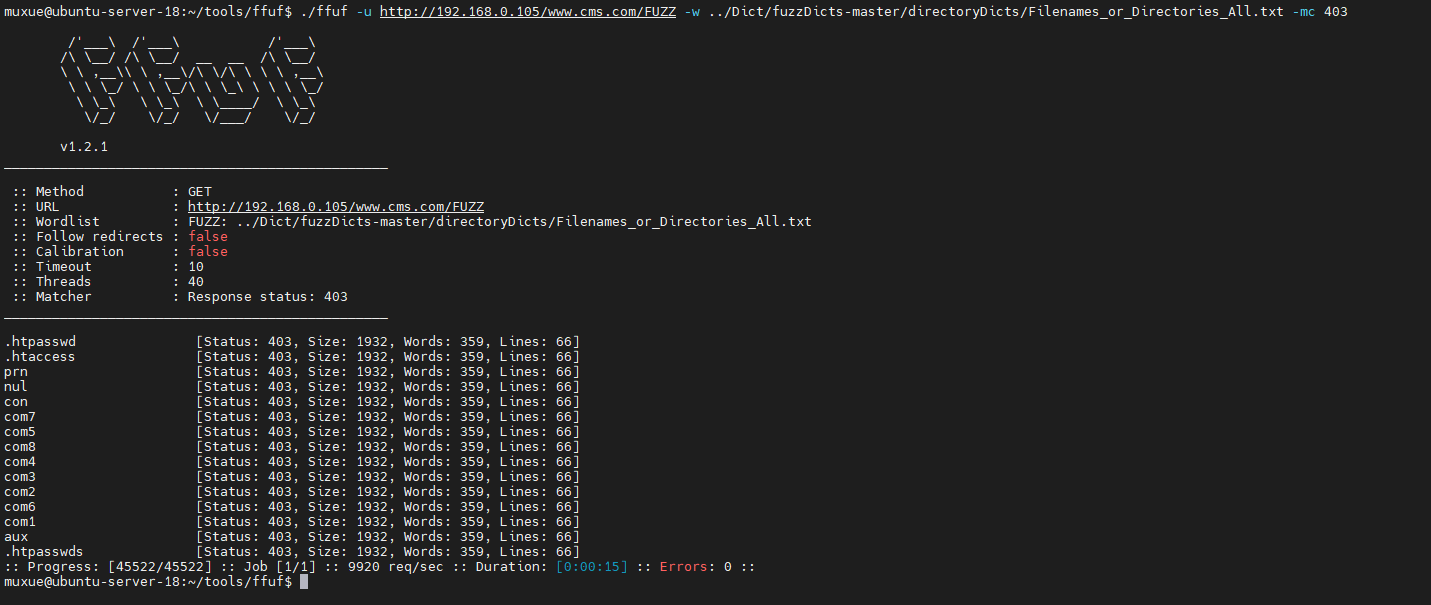 muxue@ubuntu-server-18:~/tools/ffuf$ ./ffuf -u http://192.168.0.105/www.cms.com/FUZZ -w ../Dict/fuzzDicts-master/directoryDicts/Filenames_or_Directories_All.txt -mc 403
        /'___\  /'___\           /'___\
       /\ \__/ /\ \__/  __  __  /\ \__/
       \ \ ,__\\ \ ,__\/\ \/\ \ \ \ ,__\
        \ \ \_/ \ \ \_/\ \ \_\ \ \ \ \_/
         \ \_\   \ \_\  \ \____/  \ \_\
          \/_/    \/_/   \/___/    \/_/
       v1.2.1
________________________________________________
 :: Method           : GET
 :: URL              : http://192.168.0.105/www.cms.com/FUZZ
 :: Wordlist         : FUZZ: ../Dict/fuzzDicts-master/directoryDicts/Filenames_or_Directories_All.txt
 :: Follow redirects : false
 :: Calibration      : false
 :: Timeout          : 10
 :: Threads          : 40
 :: Matcher          : Response status: 403
________________________________________________
.htpasswd               [Status: 403, Size: 1932, Words: 359, Lines: 66]
.htaccess               [Status: 403, Size: 1932, Words: 359, Lines: 66]
prn                     [Status: 403, Size: 1932, Words: 359, Lines: 66]
nul                     [Status: 403, Size: 1932, Words: 359, Lines: 66]
con                     [Status: 403, Size: 1932, Words: 359, Lines: 66]
com7                    [Status: 403, Size: 1932, Words: 359, Lines: 66]
com5                    [Status: 403, Size: 1932, Words: 359, Lines: 66]
com8                    [Status: 403, Size: 1932, Words: 359, Lines: 66]
com4                    [Status: 403, Size: 1932, Words: 359, Lines: 66]
com3                    [Status: 403, Size: 1932, Words: 359, Lines: 66]
com2                    [Status: 403, Size: 1932, Words: 359, Lines: 66]
com6                    [Status: 403, Size: 1932, Words: 359, Lines: 66]
com1                    [Status: 403, Size: 1932, Words: 359, Lines: 66]
aux                     [Status: 403, Size: 1932, Words: 359, Lines: 66]
.htpasswds              [Status: 403, Size: 1932, Words: 359, Lines: 66]
:: Progress: [45522/45522] :: Job [1/1] :: 9920 req/sec :: Duration: [0:00:15] :: Errors: 0 ::
muxue@ubuntu-server-18:~/tools/ffuf$